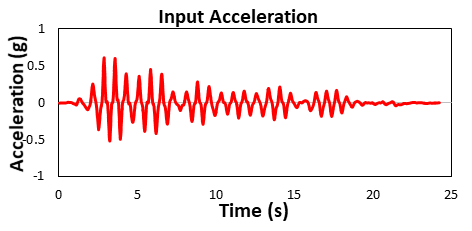 Input Acceleration
Acceleration (g)
1
0.5
0
-0.5
-1
0 5 10 15 20 25
Time (s)